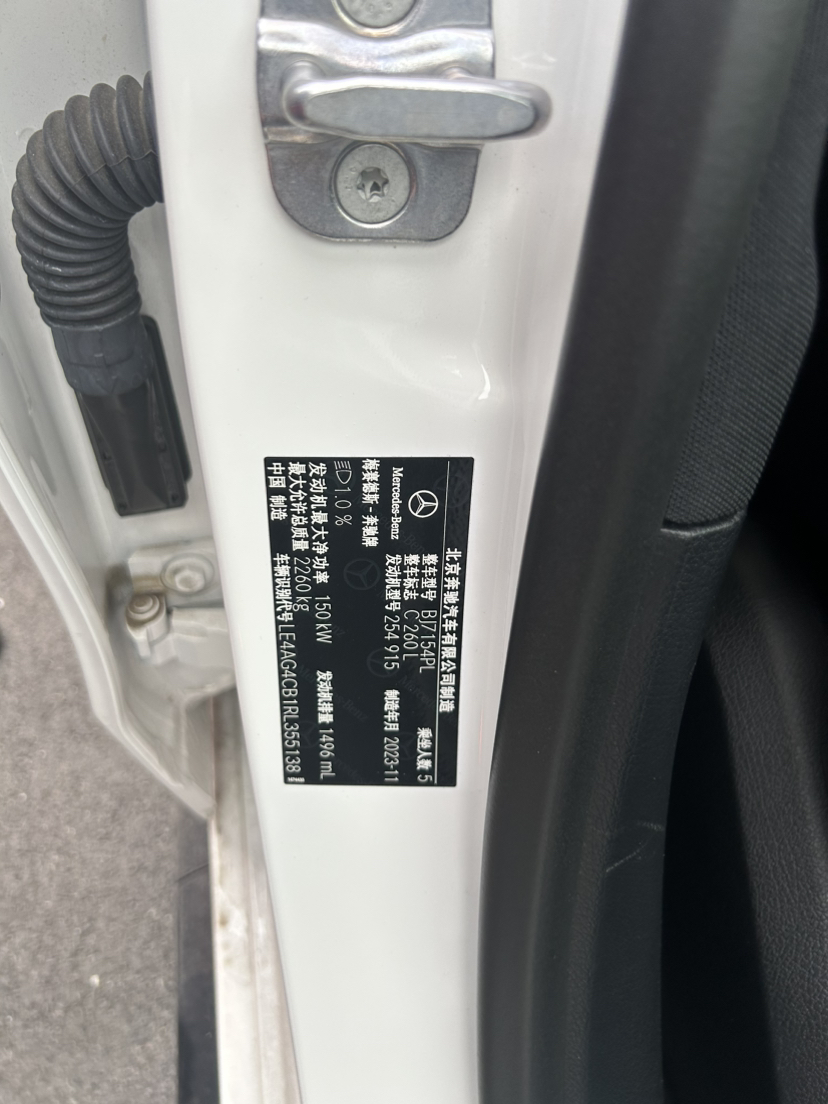 北京奔驰汽车有限公司制造
Mercedes-Benz
梅赛德斯-奔驰牌
整车型号 BJ7154PL
乘坐人数 5
整车标志 C 260 L
发动机型号 254 915
制造年月 2023-11
1.0 %
发动机最大净功率 150 kW
发动机排量 1496 mL
最大允许总质量 2260 kg
中国 制造
车辆识别代号 LE4AG4CB1RL355138